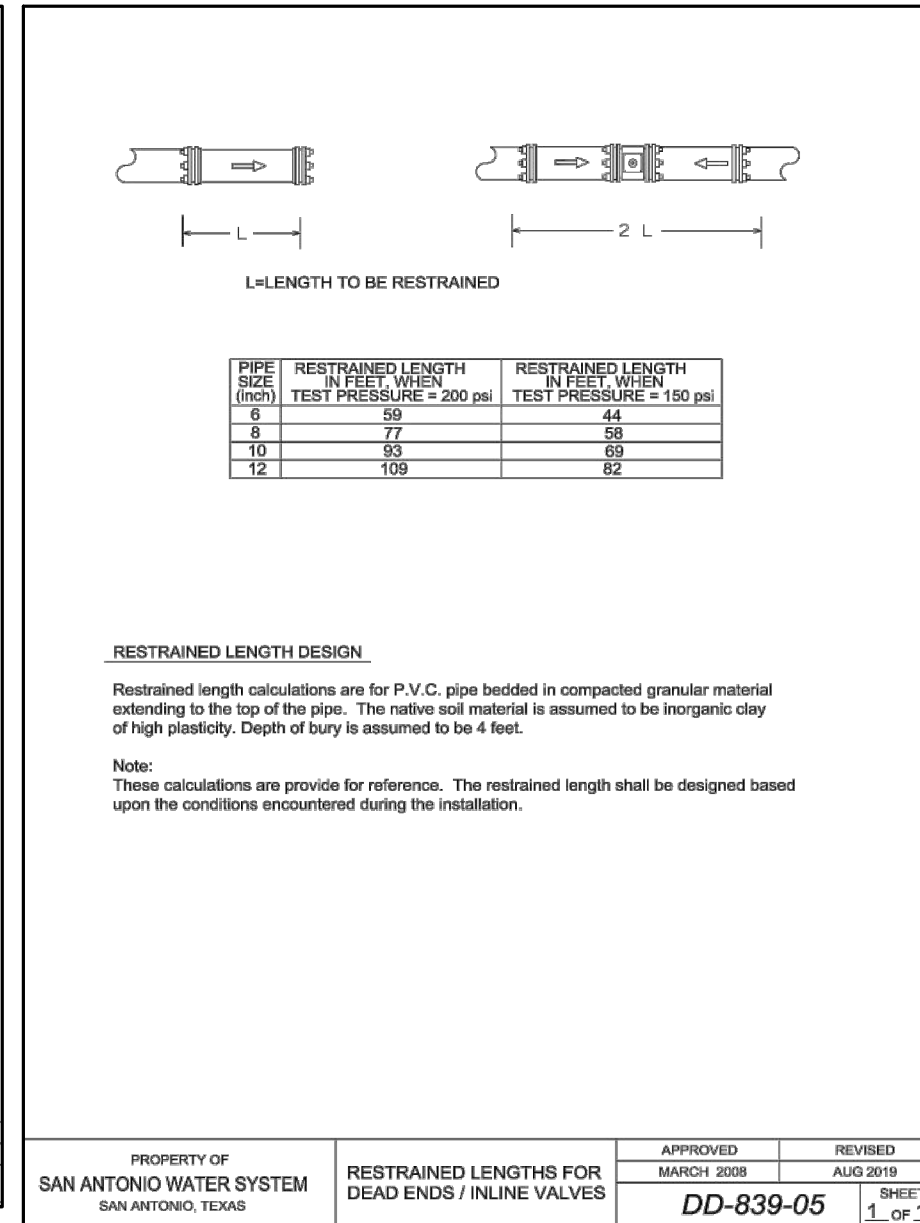 L
2 L
L=LENGTH TO BE RESTRAINED
PIPE SIZE (inch) RESTRAINED LENGTH IN FEET, WHEN TEST PRESSURE = 200 psi RESTRAINED LENGTH IN FEET, WHEN TEST PRESSURE = 150 psi
6 59 44
8 77 58
10 93 69
12 109 82
RESTRAINED LENGTH DESIGN
Restrained length calculations are for P.V.C. pipe bedded in compacted granular material
extending to the top of the pipe. The native soil material is assumed to be inorganic clay
of high plasticity. Depth of bury is assumed to be 4 feet.
Note:
These calculations are provide for reference. The restrained length shall be designed based
upon the conditions encountered during the installation.
PROPERTY OF
SAN ANTONIO WATER SYSTEM
SAN ANTONIO, TEXAS
RESTRAINED LENGTHS FOR
DEAD ENDS / INLINE VALVES
APPROVED REVISED
MARCH 2008 AUG 2019
DD-839-05
SHEET
1 OF